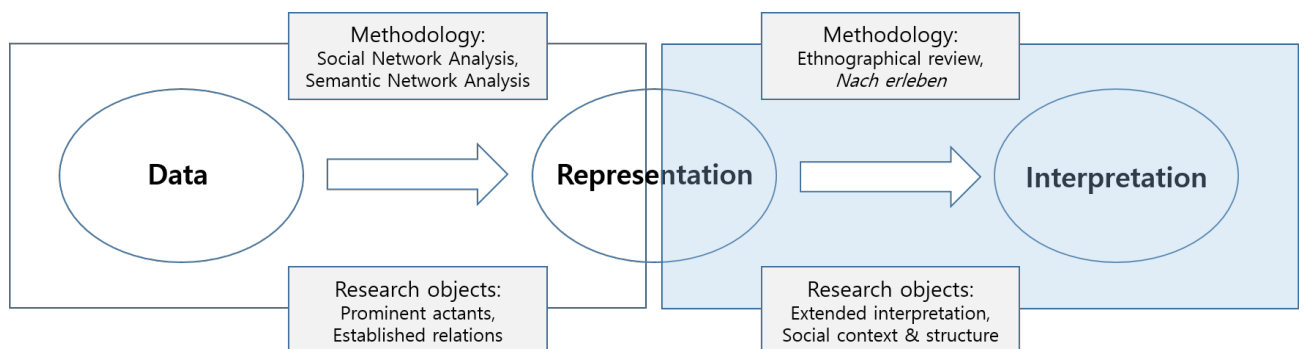 Methodology:
Social Network Analysis,
Semantic Network Analysis
Methodology:
Ethnographical review,
Nach erleben
Data
Representation
Interpretation
Research objects:
Prominent actants,
Established relations
Research objects:
Extended interpretation,
Social context & structure